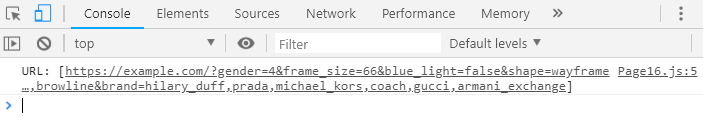 Console Elements Sources Network Performance Memory »
top Filter Default levels
URL: [https://example.com/?gender=4&frame_size=66&blue_light=false&shape=wayframe Page16.js:5
…,browline&brand=hilary_duff,prada,michael_kors,coach,gucci,armani_exchange]
>